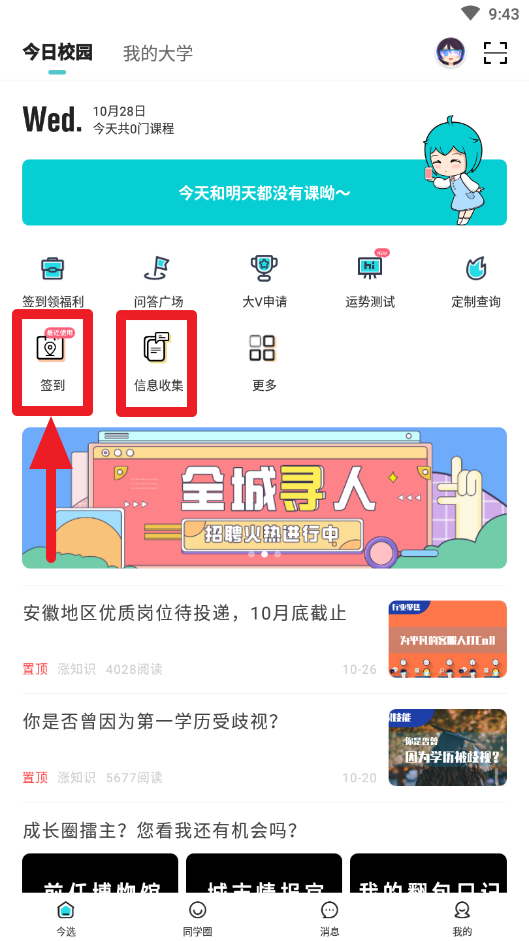 9:43
今日校园 我的大学
Wed.
10月28日
今天共0门课程
今天和明天都没有课呦～
签到领福利 问答广场 大V申请 hi NEW 运势测试 定制查询
最近使用
签到 信息收集 更多
全城寻人
招聘火热进行中
安徽地区优质岗位待投递，10月底截止
置顶 涨知识 4028阅读 10-26
行业聚焦
为平凡的客服人打Call
你是否曾因为第一学历受歧视？
置顶 涨知识 5677阅读 10-20
技能
你是否曾
因为学历被歧视？
成长圈擂主？您看我还有机会吗？
前任博物馆 城市情报官 我的翻包日记
今选 同学圈 消息 我的